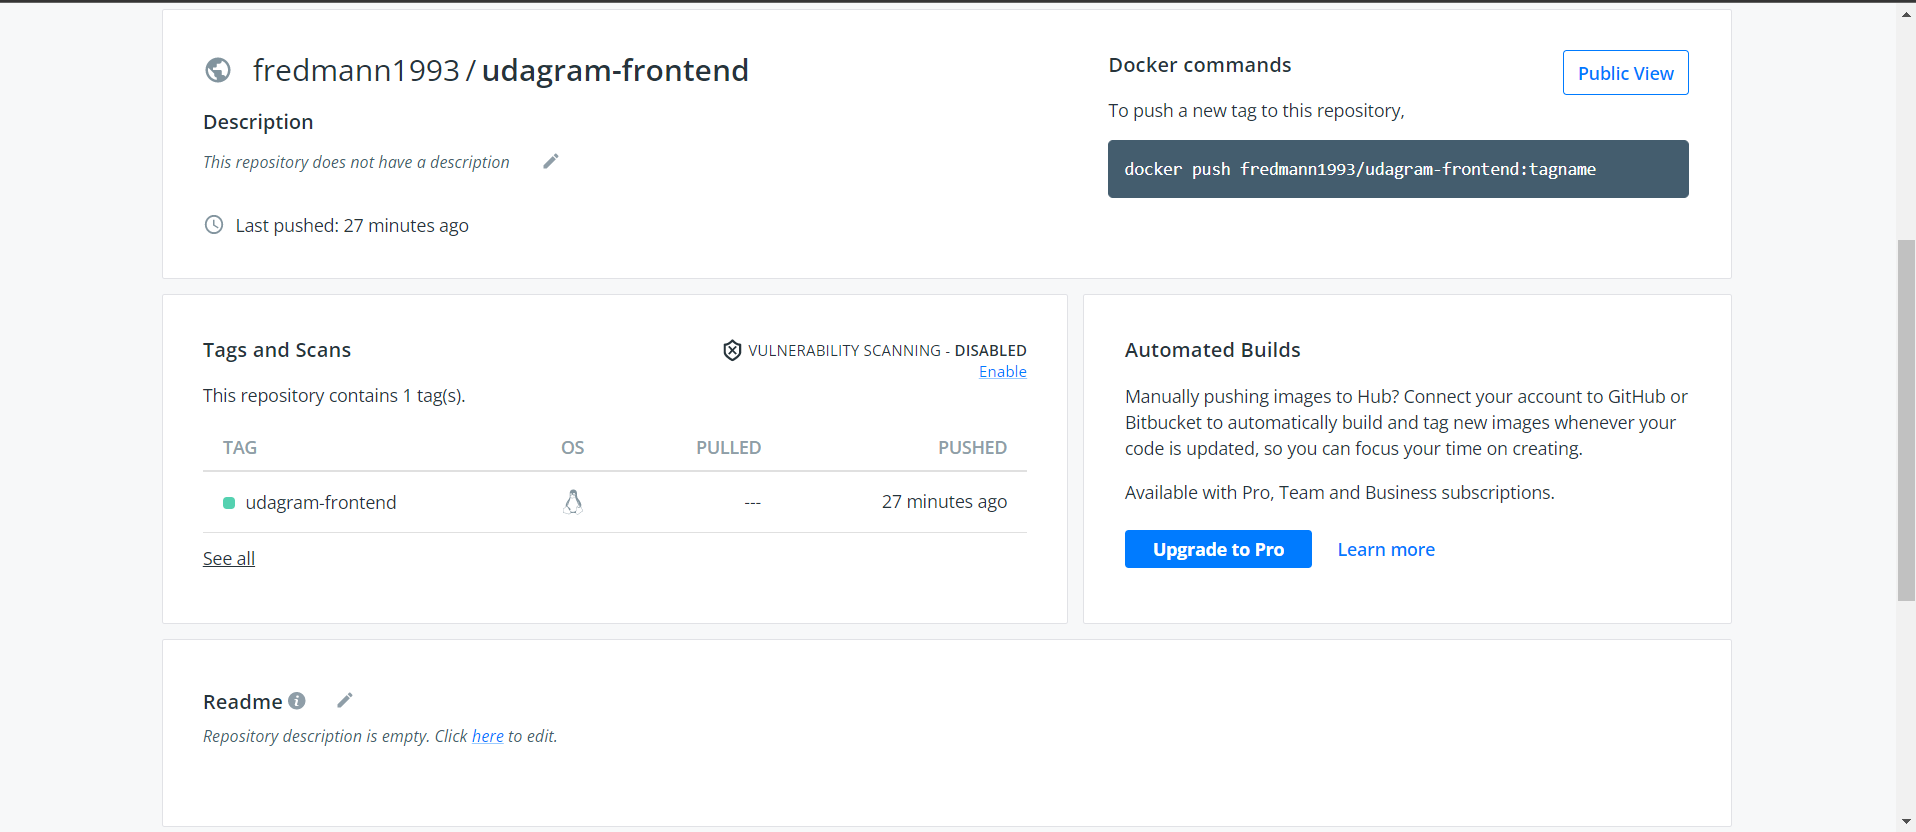 fredmann1993 / udagram-frontend
Description
This repository does not have a description
Last pushed: 27 minutes ago
Docker commands
Public View
To push a new tag to this repository,
docker push fredmann1993/udagram-frontend:tagname
Tags and Scans
VULNERABILITY SCANNING - DISABLED
Enable
This repository contains 1 tag(s).
TAG OS PULLED PUSHED
udagram-frontend --- 27 minutes ago
See all
Automated Builds
Manually pushing images to Hub? Connect your account to GitHub or
Bitbucket to automatically build and tag new images whenever your
code is updated, so you can focus your time on creating.
Available with Pro, Team and Business subscriptions.
Upgrade to Pro Learn more
Readme
Repository description is empty. Click here to edit.